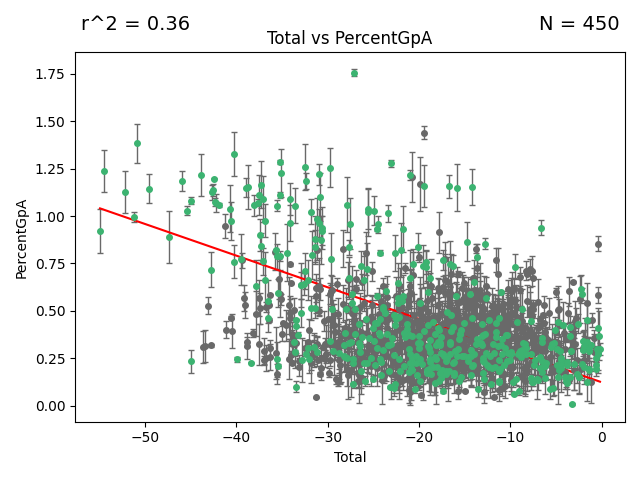 r^2 = 0.36
N = 450
Total vs PercentGpA
1.75
1.50
1.25
1.00
0.75
0.50
0.25
0.00
PercentGpA
−50
−40
−30
−20
−10
0
Total